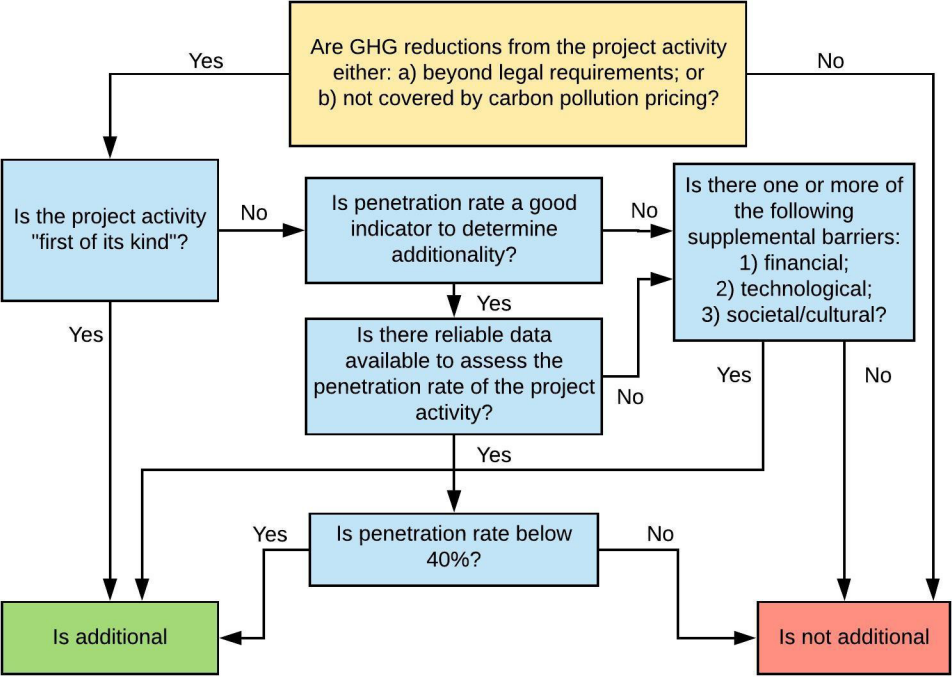 Are GHG reductions from the project activity
either: a) beyond legal requirements; or
b) not covered by carbon pollution pricing?
Yes
No
Is the project activity
"first of its kind"?
No
Is penetration rate a good
indicator to determine
additionality?
No
Is there one or more of
the following
supplemental barriers:
1) financial;
2) technological;
3) societal/cultural?
Yes
Yes
Is there reliable data
available to assess the
penetration rate of the project
activity?
No
Yes
No
Yes
Is penetration rate below
40%?
Yes
No
Is additional
Is not additional